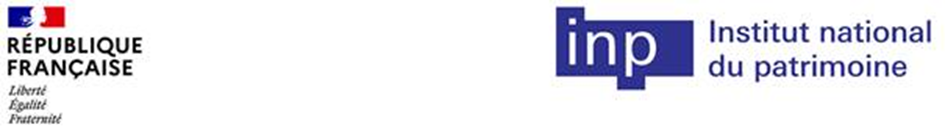 RÉPUBLIQUE
FRANÇAISE
Liberté
Égalité
Fraternité
inp
Institut national
du patrimoine